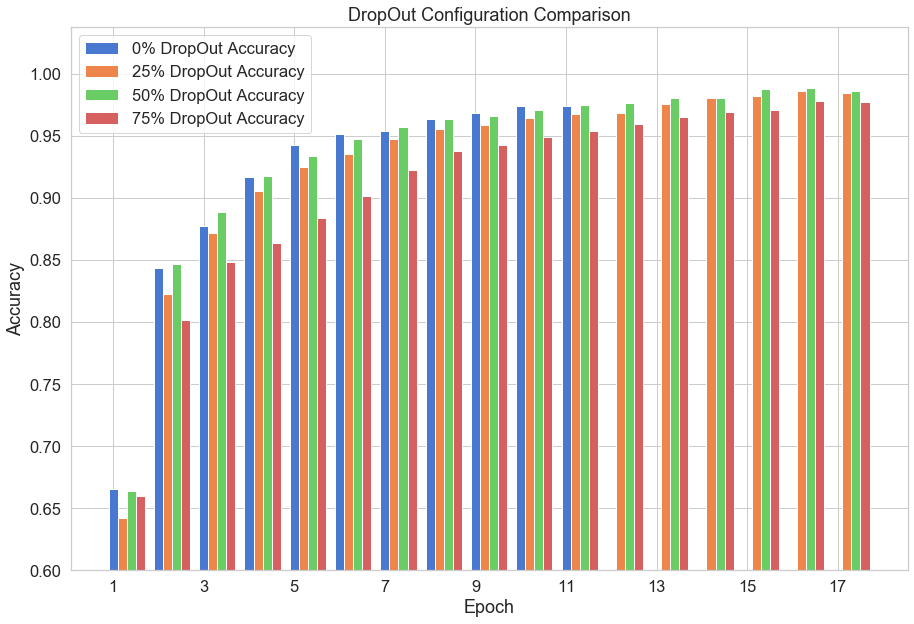 DropOut Configuration Comparison
0% DropOut Accuracy
25% DropOut Accuracy
50% DropOut Accuracy
75% DropOut Accuracy
1.00
0.95
0.90
0.85
0.80
0.75
0.70
0.65
0.60
Accuracy
1 3 5 7 9 11 13 15 17
Epoch